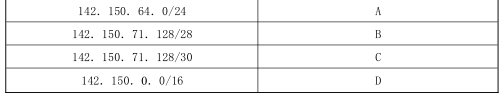 142. 150. 64. 0/24 A
142. 150. 71. 128/28 B
142. 150. 71. 128/30 C
142. 150. 0. 0/16 D